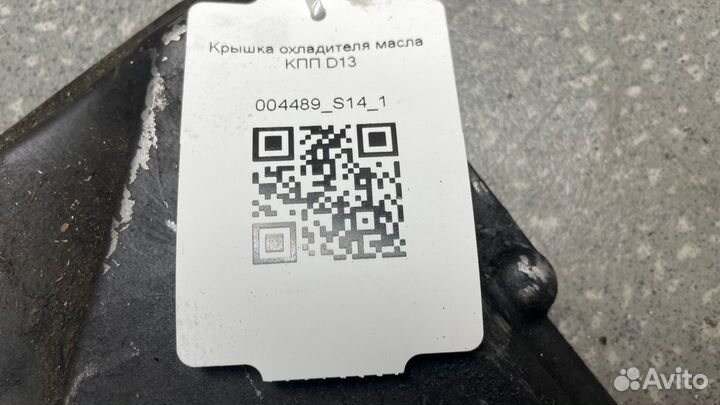 Крышка охладителя масла
КПП D13
004489_S14_1
Avito